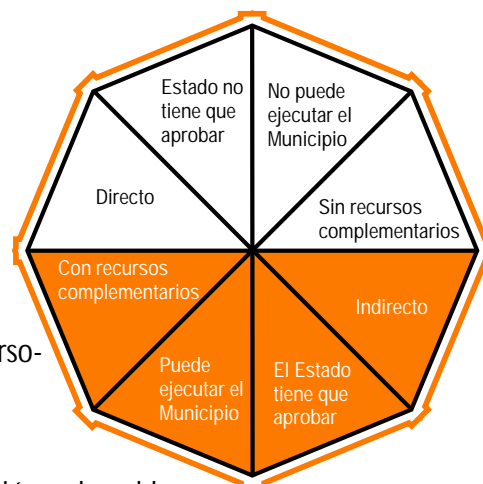 Estado no
tiene que
aprobar
No puede
ejecutar el
Municipio
Directo
Sin recursos
complementarios
Con recursos
complementarios
Indirecto
Puede
ejecutar el
Municipio
El Estado
tiene que
aprobar
rso-